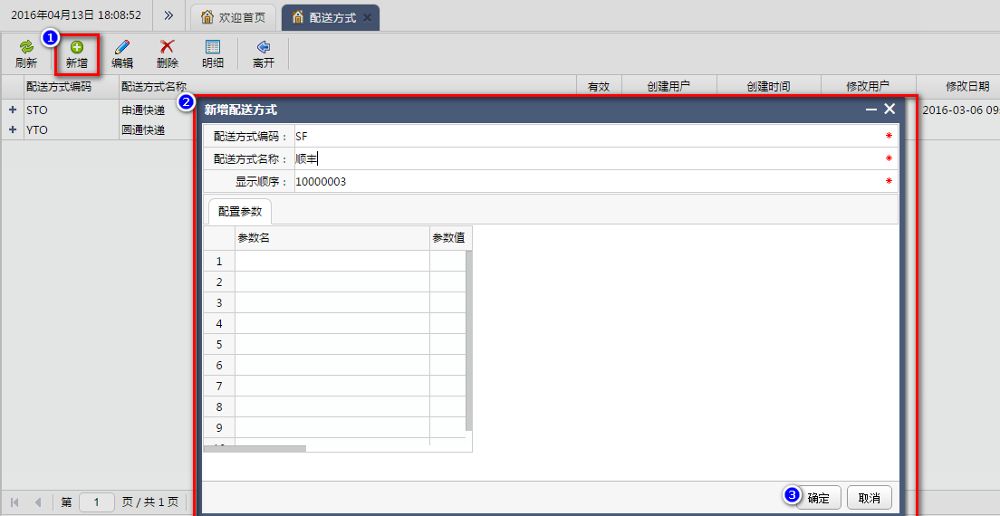 2016年04月13日 18:08:52
欢迎首页
配送方式
1
刷新
新增
编辑
删除
明细
离开
配送方式编码
配送方式名称
有效
创建用户
创建时间
修改用户
修改日期
STO
申通快递
2016-03-06 09:
YTO
圆通快递
2
新增配送方式
配送方式编码：
SF
*
配送方式名称：
顺丰
*
显示顺序：
10000003
*
配置参数
参数名
参数值
1
2
3
4
5
6
7
8
9
第 1 页 / 共 1 页
3
确定
取消